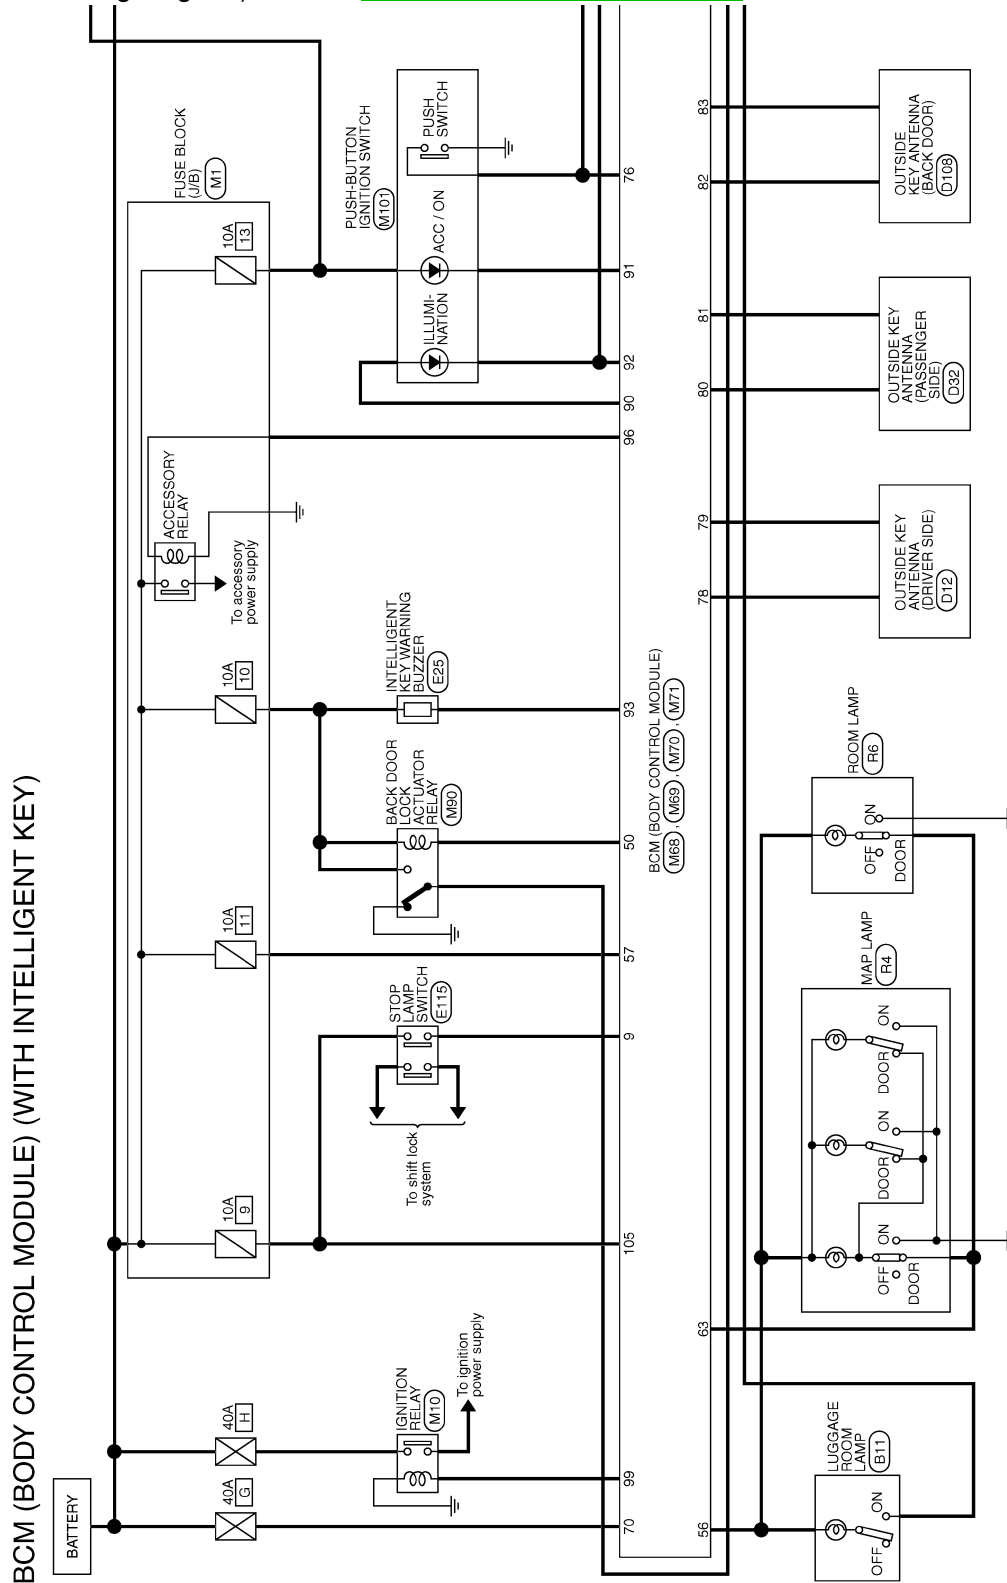 BCM (BODY CONTROL MODULE) (WITH INTELLIGENT KEY)
BATTERY
40A
G
40A
H
10A
9
10A
11
10A
10
10A
13
FUSE BLOCK
(J/B)
M1
ACCESSORY
RELAY
To accessory
power supply
IGNITION
RELAY
M10
To ignition
power supply
To shift lock
system
STOP
LAMP
SWITCH
E115
BACK DOOR
LOCK
ACTUATOR
RELAY
M90
INTELLIGENT
KEY WARNING
BUZZER
E25
PUSH-BUTTON
IGNITION SWITCH
M101
ILLUMI-
NATION
ACC / ON
PUSH
SWITCH
70
99
105
9
57
50
93
96
90
92
91
76
BCM (BODY CONTROL MODULE)
M68 , M69 , M70 , M71
56
63
78
79
80
81
82
83
LUGGAGE
ROOM
LAMP
B11
OFF
ON
MAP LAMP
R4
OFF
ON
DOOR
DOOR
ON
DOOR
ON
ROOM LAMP
R6
OFF
ON
DOOR
OUTSIDE KEY
ANTENNA
(DRIVER SIDE)
D12
OUTSIDE KEY
ANTENNA
(PASSENGER
SIDE)
D32
OUTSIDE
KEY ANTENNA
(BACK DOOR)
D108